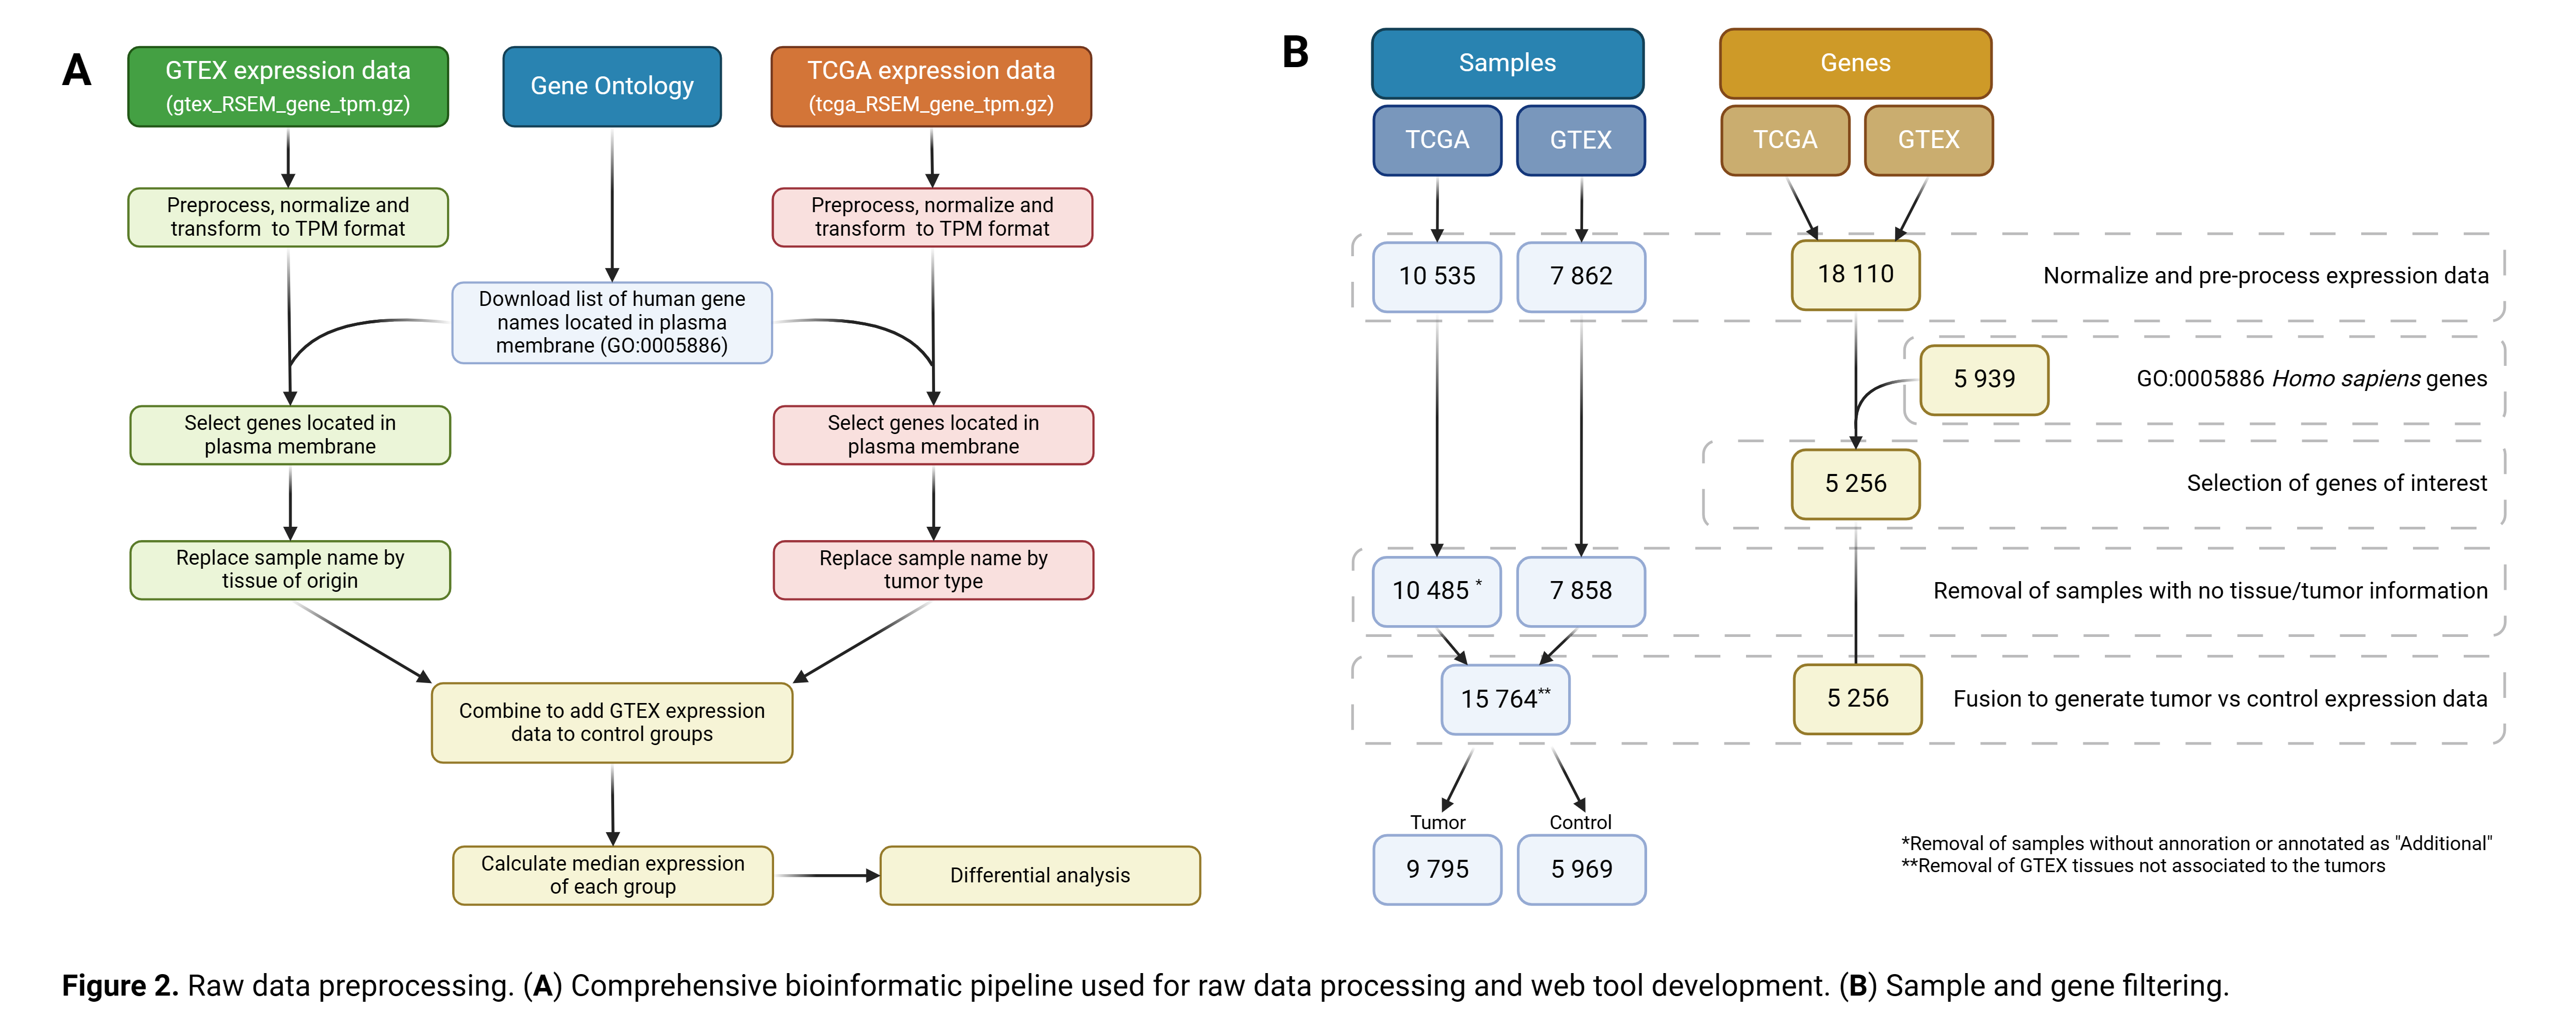 A
GTEX expression data
(gtex_RSEM_gene_tpm.gz)
Gene Ontology
TCGA expression data
(tcga_RSEM_gene_tpm.gz)
Preprocess, normalize and
transform to TPM format
Preprocess, normalize and
transform to TPM format
Download list of human gene
names located in plasma
membrane (GO:0005886)
Select genes located in
plasma membrane
Select genes located in
plasma membrane
Replace sample name by
tissue of origin
Replace sample name by
tumor type
Combine to add GTEX expression
data to control groups
Calculate median expression
of each group
Differential analysis
B
Samples
Genes
TCGA
GTEX
TCGA
GTEX
10 535
7 862
18 110
Normalize and pre-process expression data
5 939
GO:0005886 Homo sapiens genes
5 256
Selection of genes of interest
10 485 *
7 858
Removal of samples with no tissue/tumor information
15 764**
5 256
Fusion to generate tumor vs control expression data
Tumor
Control
9 795
5 969
*Removal of samples without annoration or annotated as "Additional"
**Removal of GTEX tissues not associated to the tumors
Figure 2. Raw data preprocessing. (A) Comprehensive bioinformatic pipeline used for raw data processing and web tool development. (B) Sample and gene filtering.